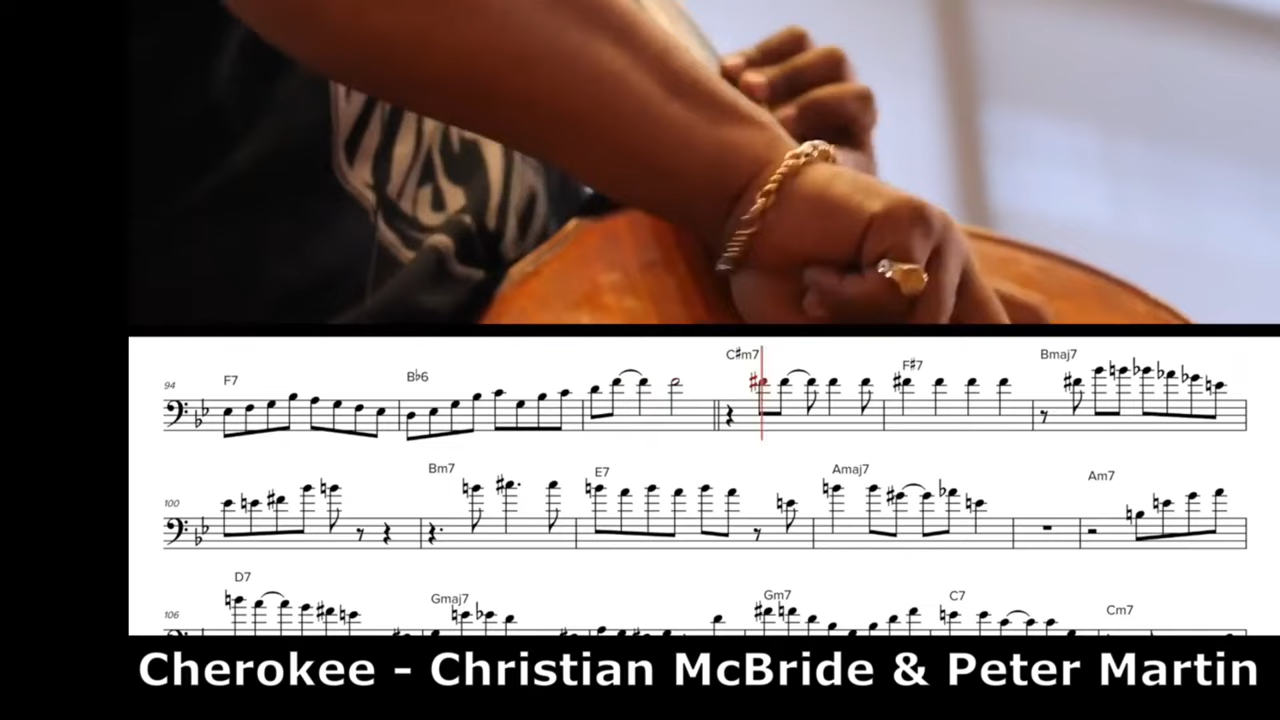 C#m7
94 F7 B♭6 F#7 Bmaj7
100 Bm7 E7 Amaj7 Am7
D7
106 Gmaj7 Gm7 C7 Cm7
Cherokee - Christian McBride & Peter Martin